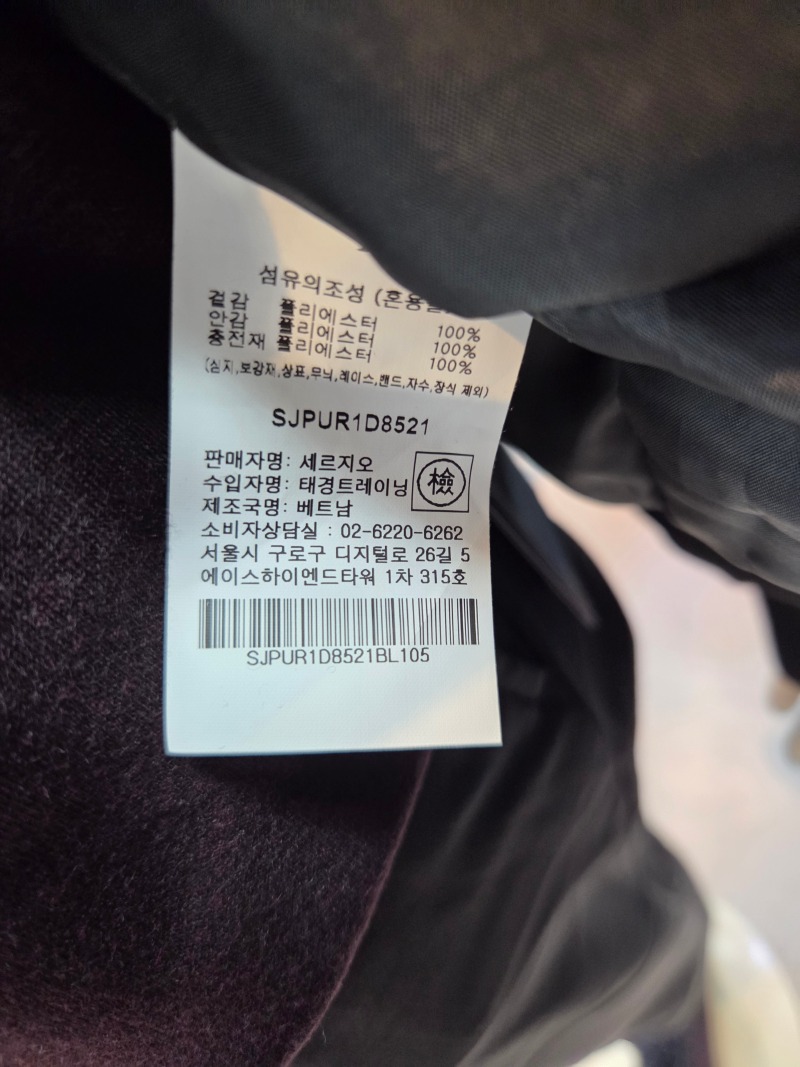 섬유의조성 (혼용
겉감 폴리에스터 100%
안감 폴리에스터 100%
충전재 폴리에스터 100%
(심지,보강재,상표,무늬,레이스,밴드,자수,장식 제외)
SJPUR1D8521
판매자명: 세르지오
수입자명: 태경트레이닝
檢
제조국명: 베트남
소비자상담실 : 02-6220-6262
서울시 구로구 디지털로 26길 5
에이스하이엔드타워 1차 315호
SJPUR1D8521BL105